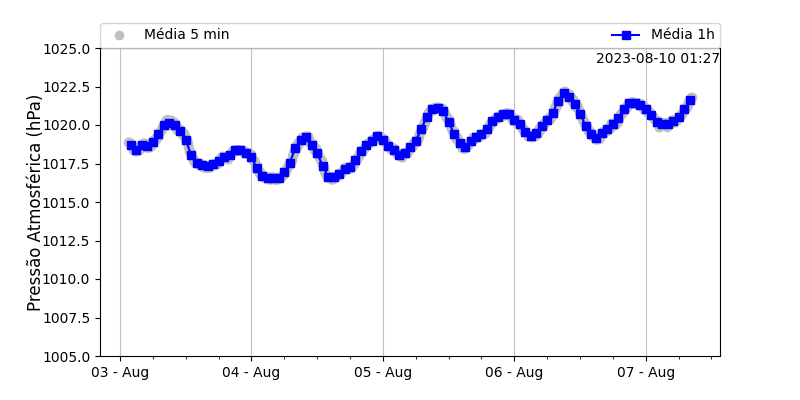 Média 5 min
Média 1h
2023-08-10 01:27
Pressão Atmosférica (hPa)
1025.0
1022.5
1020.0
1017.5
1015.0
1012.5
1010.0
1007.5
1005.0
03 - Aug
04 - Aug
05 - Aug
06 - Aug
07 - Aug